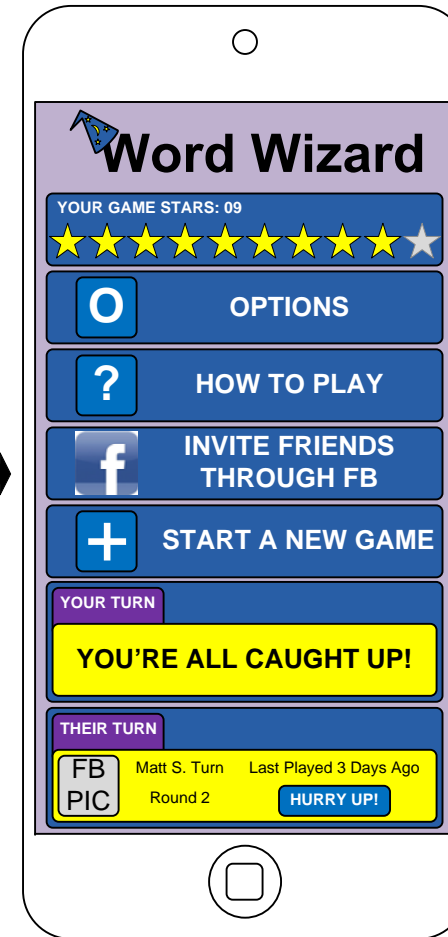 Word Wizard
YOUR GAME STARS: 09
O
OPTIONS
?
HOW TO PLAY
f
INVITE FRIENDS
THROUGH FB
+
START A NEW GAME
YOUR TURN
YOU'RE ALL CAUGHT UP!
THEIR TURN
FB
PIC
Matt S. Turn
Last Played 3 Days Ago
Round 2
HURRY UP!